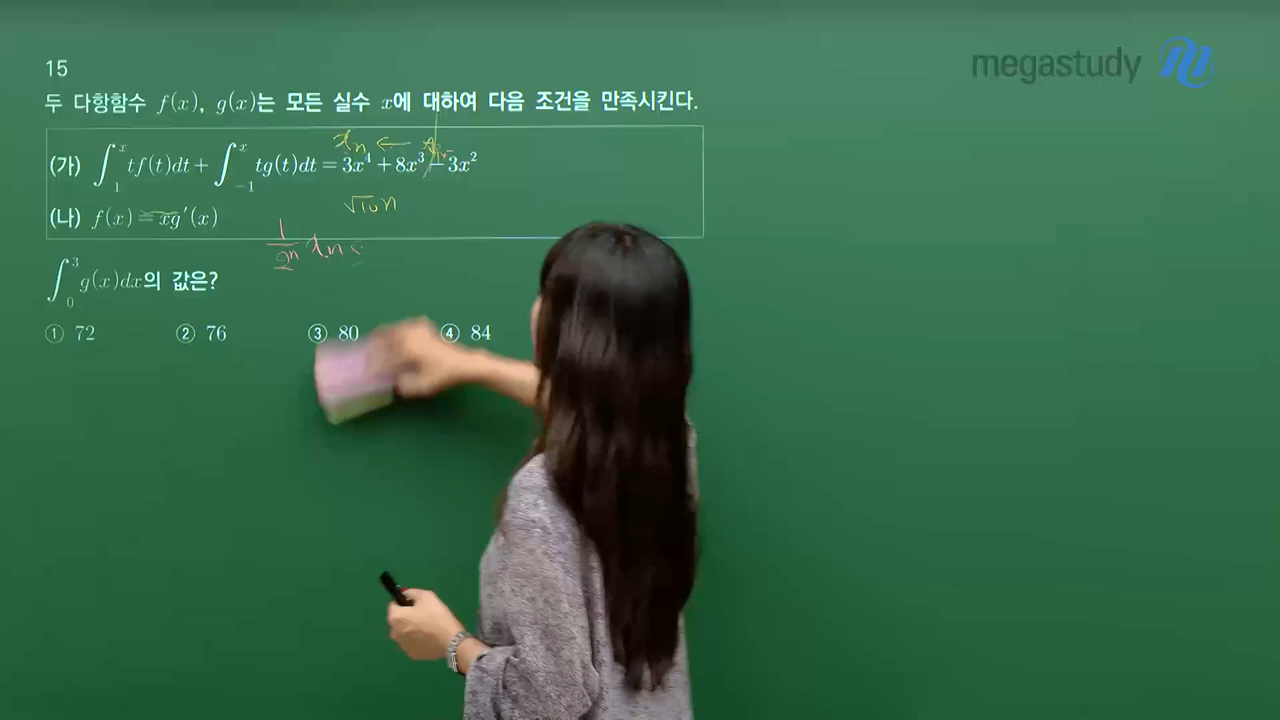 megastudy
15
두 다항함수 f(x), g(x)는 모든 실수 x에 대하여 다음 조건을 만족시킨다.
(가) ∫₁ˣ tf(t)dt + ∫₋₁ˣ tg(t)dt = 3x⁴ + 8x³ − 3x²
(나) f(x) = xg′(x)
∫₀³ g(x)dx의 값은?
① 72 ② 76 ③ 80 ④ 84